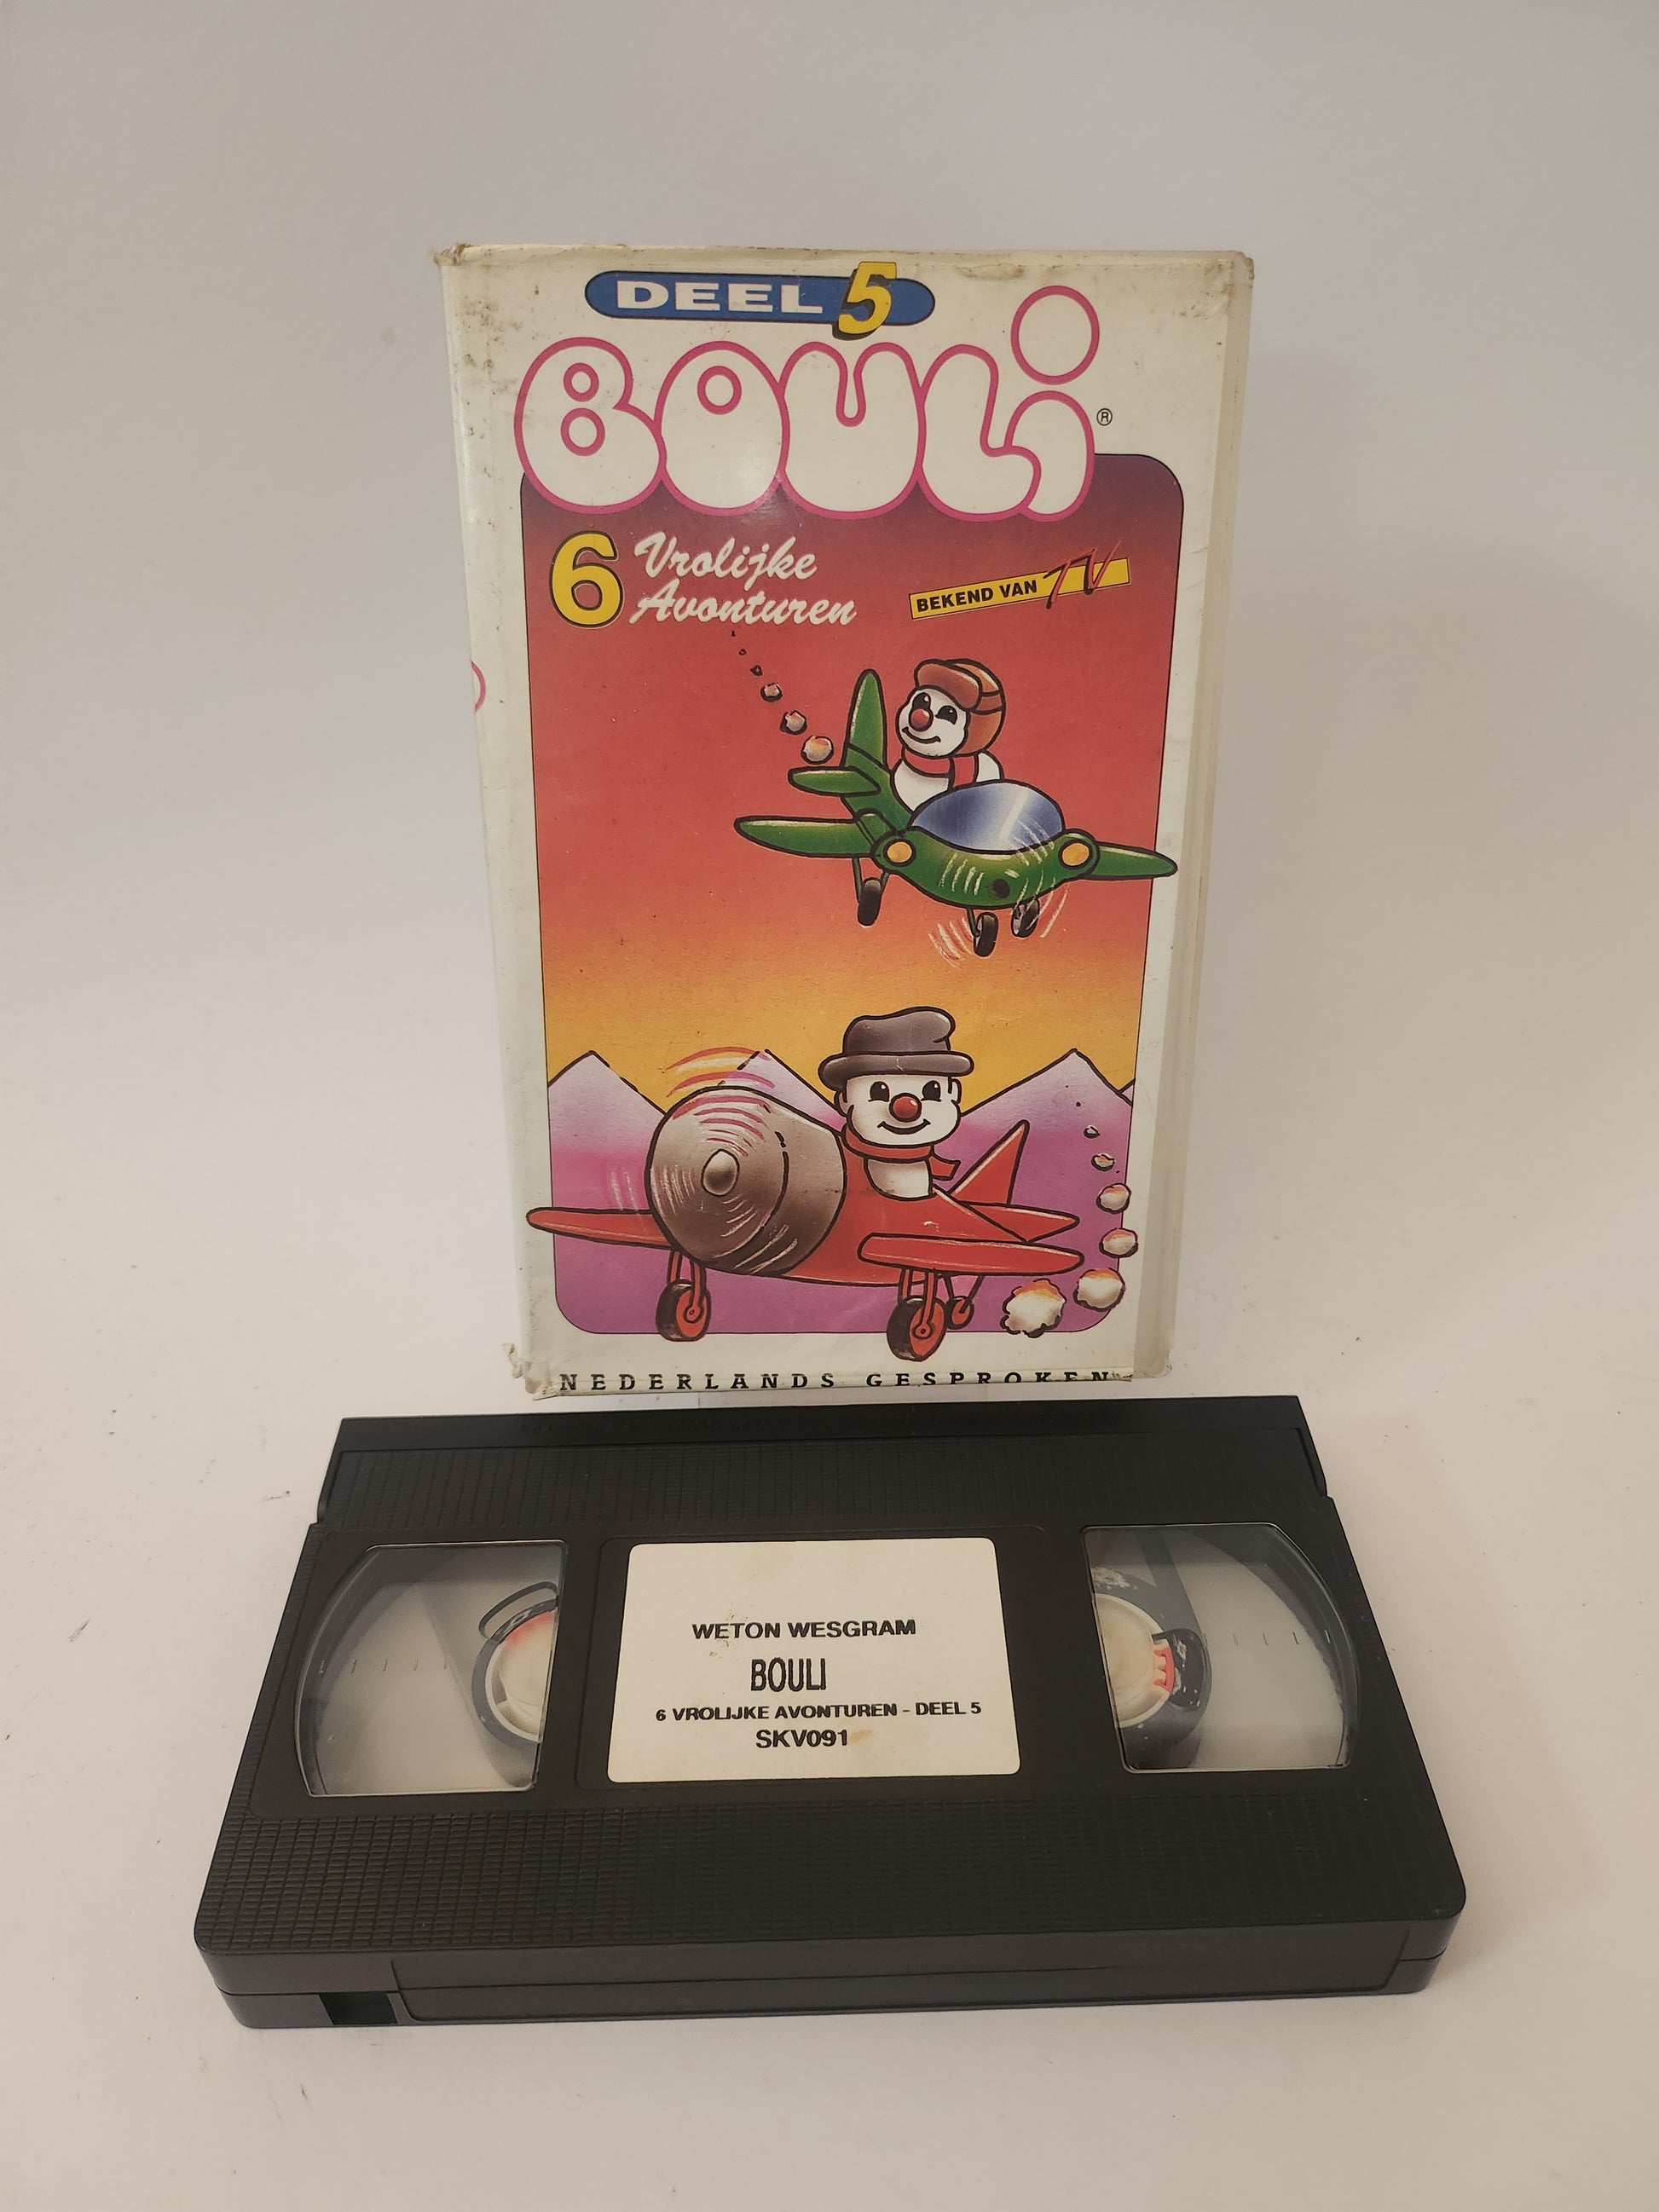 DEEL 5
BOULi ®
6 Vrolijke
Avonturen
BEKEND VAN TV
NEDERLANDS GESPROKEN
WETON WESGRAM
BOULI
6 VROLIJKE AVONTUREN - DEEL 5
SKV091